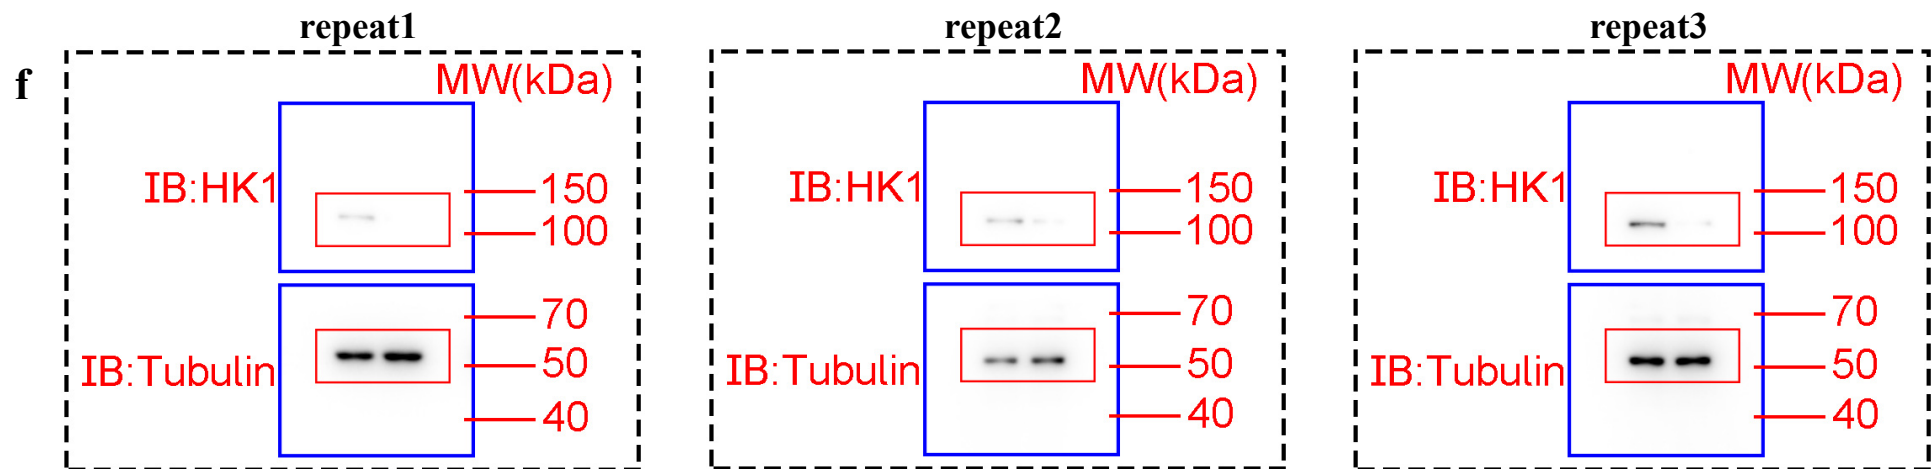 f
repeat1
MW(kDa)
IB:HK1
150
100
IB:Tubulin
70
50
40
repeat2
MW(kDa)
IB:HK1
150
100
IB:Tubulin
70
50
40
repeat3
MW(kDa)
IB:HK1
150
100
IB:Tubulin
70
50
40